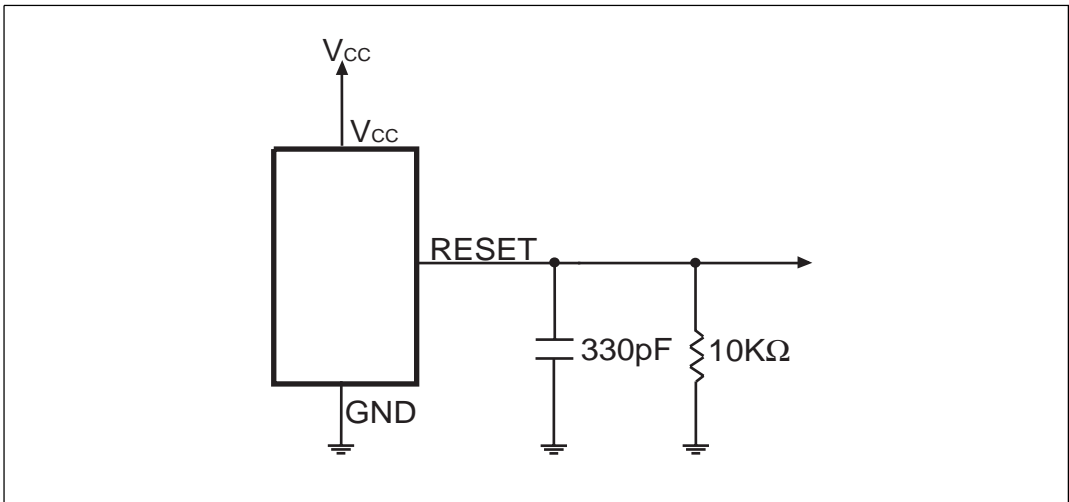 VCC
VCC
RESET
330pF
10KΩ
GND